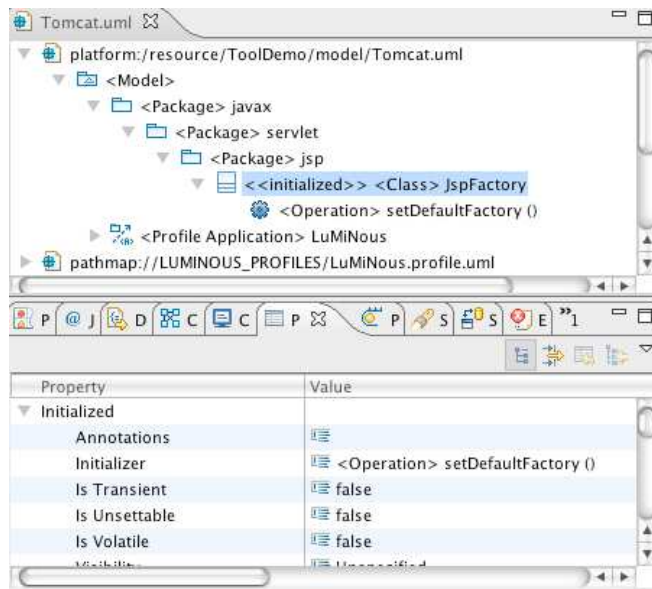 Tomcat.uml
platform:/resource/ToolDemo/model/Tomcat.uml
<Model>
<Package> javax
<Package> servlet
<Package> jsp
<<initialized>> <Class> JspFactory
<Operation> setDefaultFactory ()
<Profile Application> LuMiNous
pathmap://LUMINOUS_PROFILES/LuMiNous.profile.uml
P @ J D C C P P S S E »1
Property Value
Initialized
Annotations
Initializer <Operation> setDefaultFactory ()
Is Transient false
Is Unsettable false
Is Volatile false
Visibility Unspecified